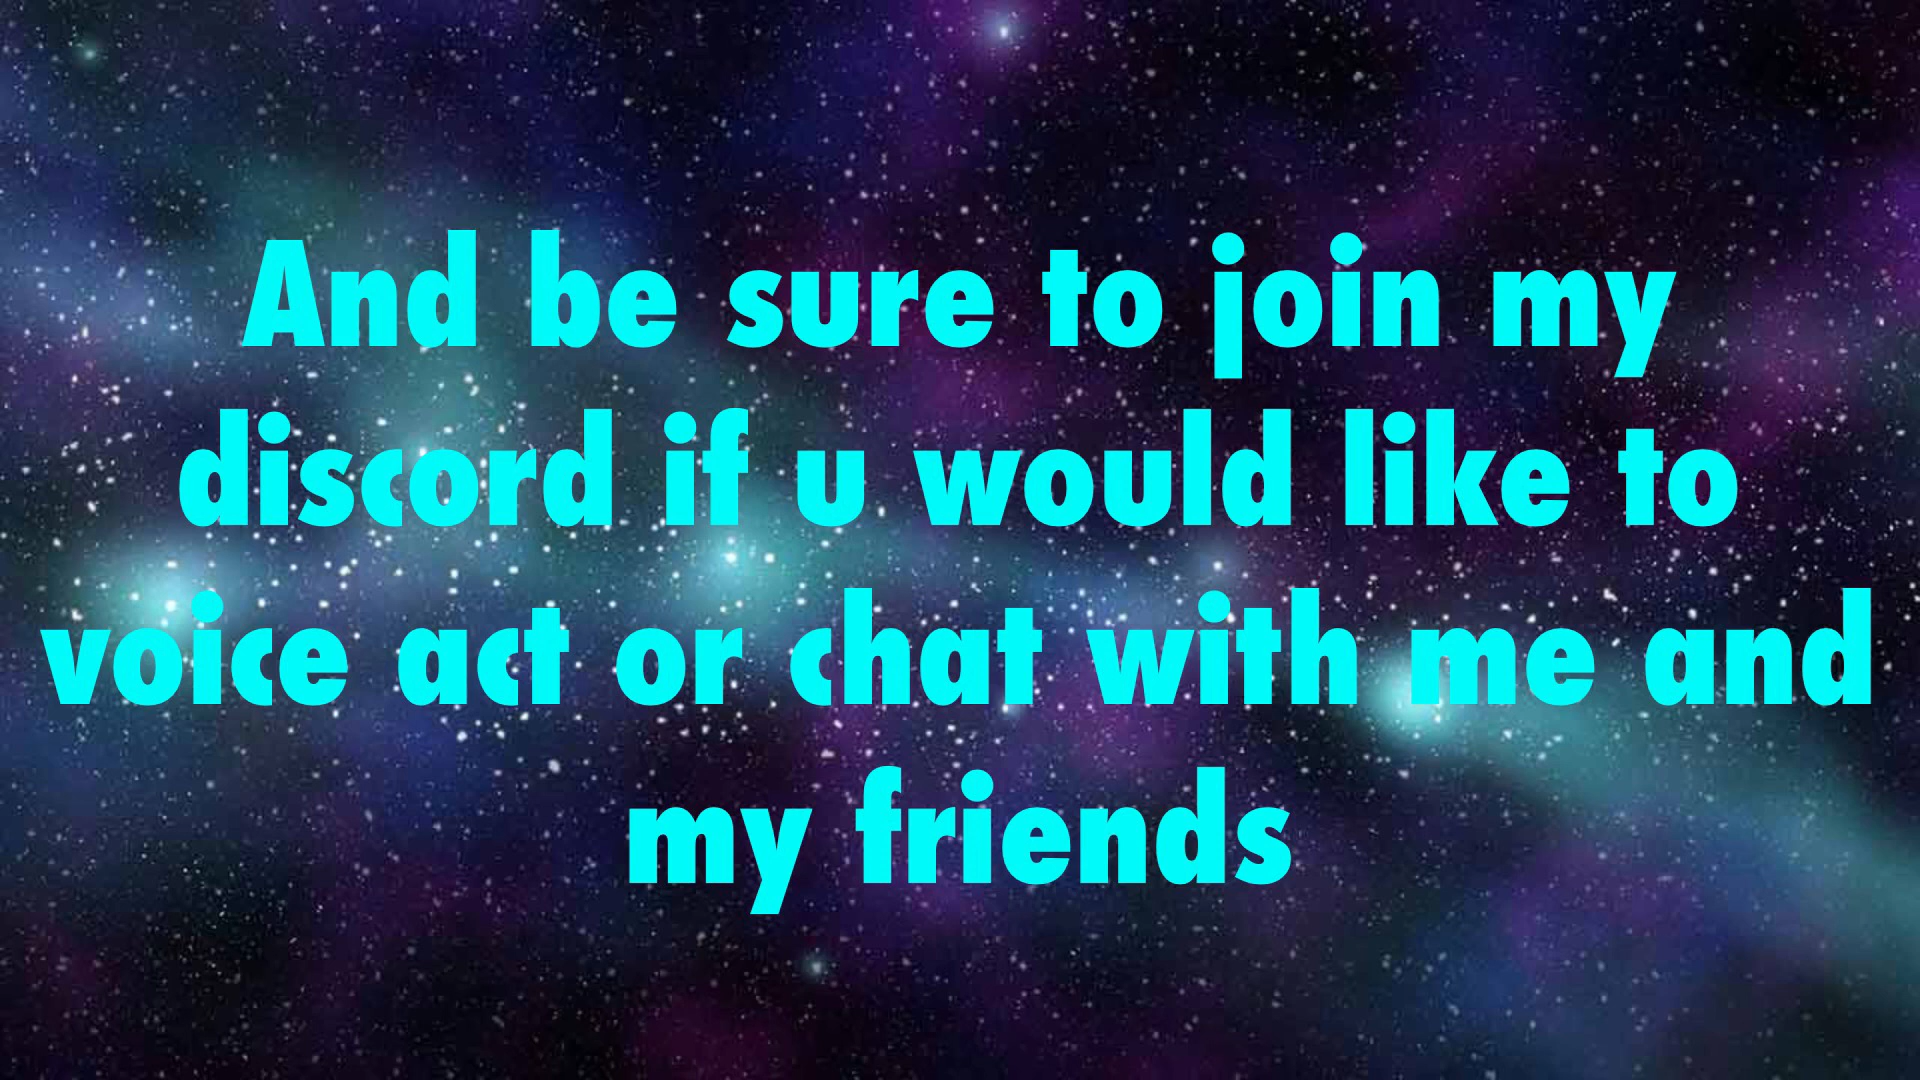 And be sure to join my
discord if u would like to
voice act or chat with me and
my friends